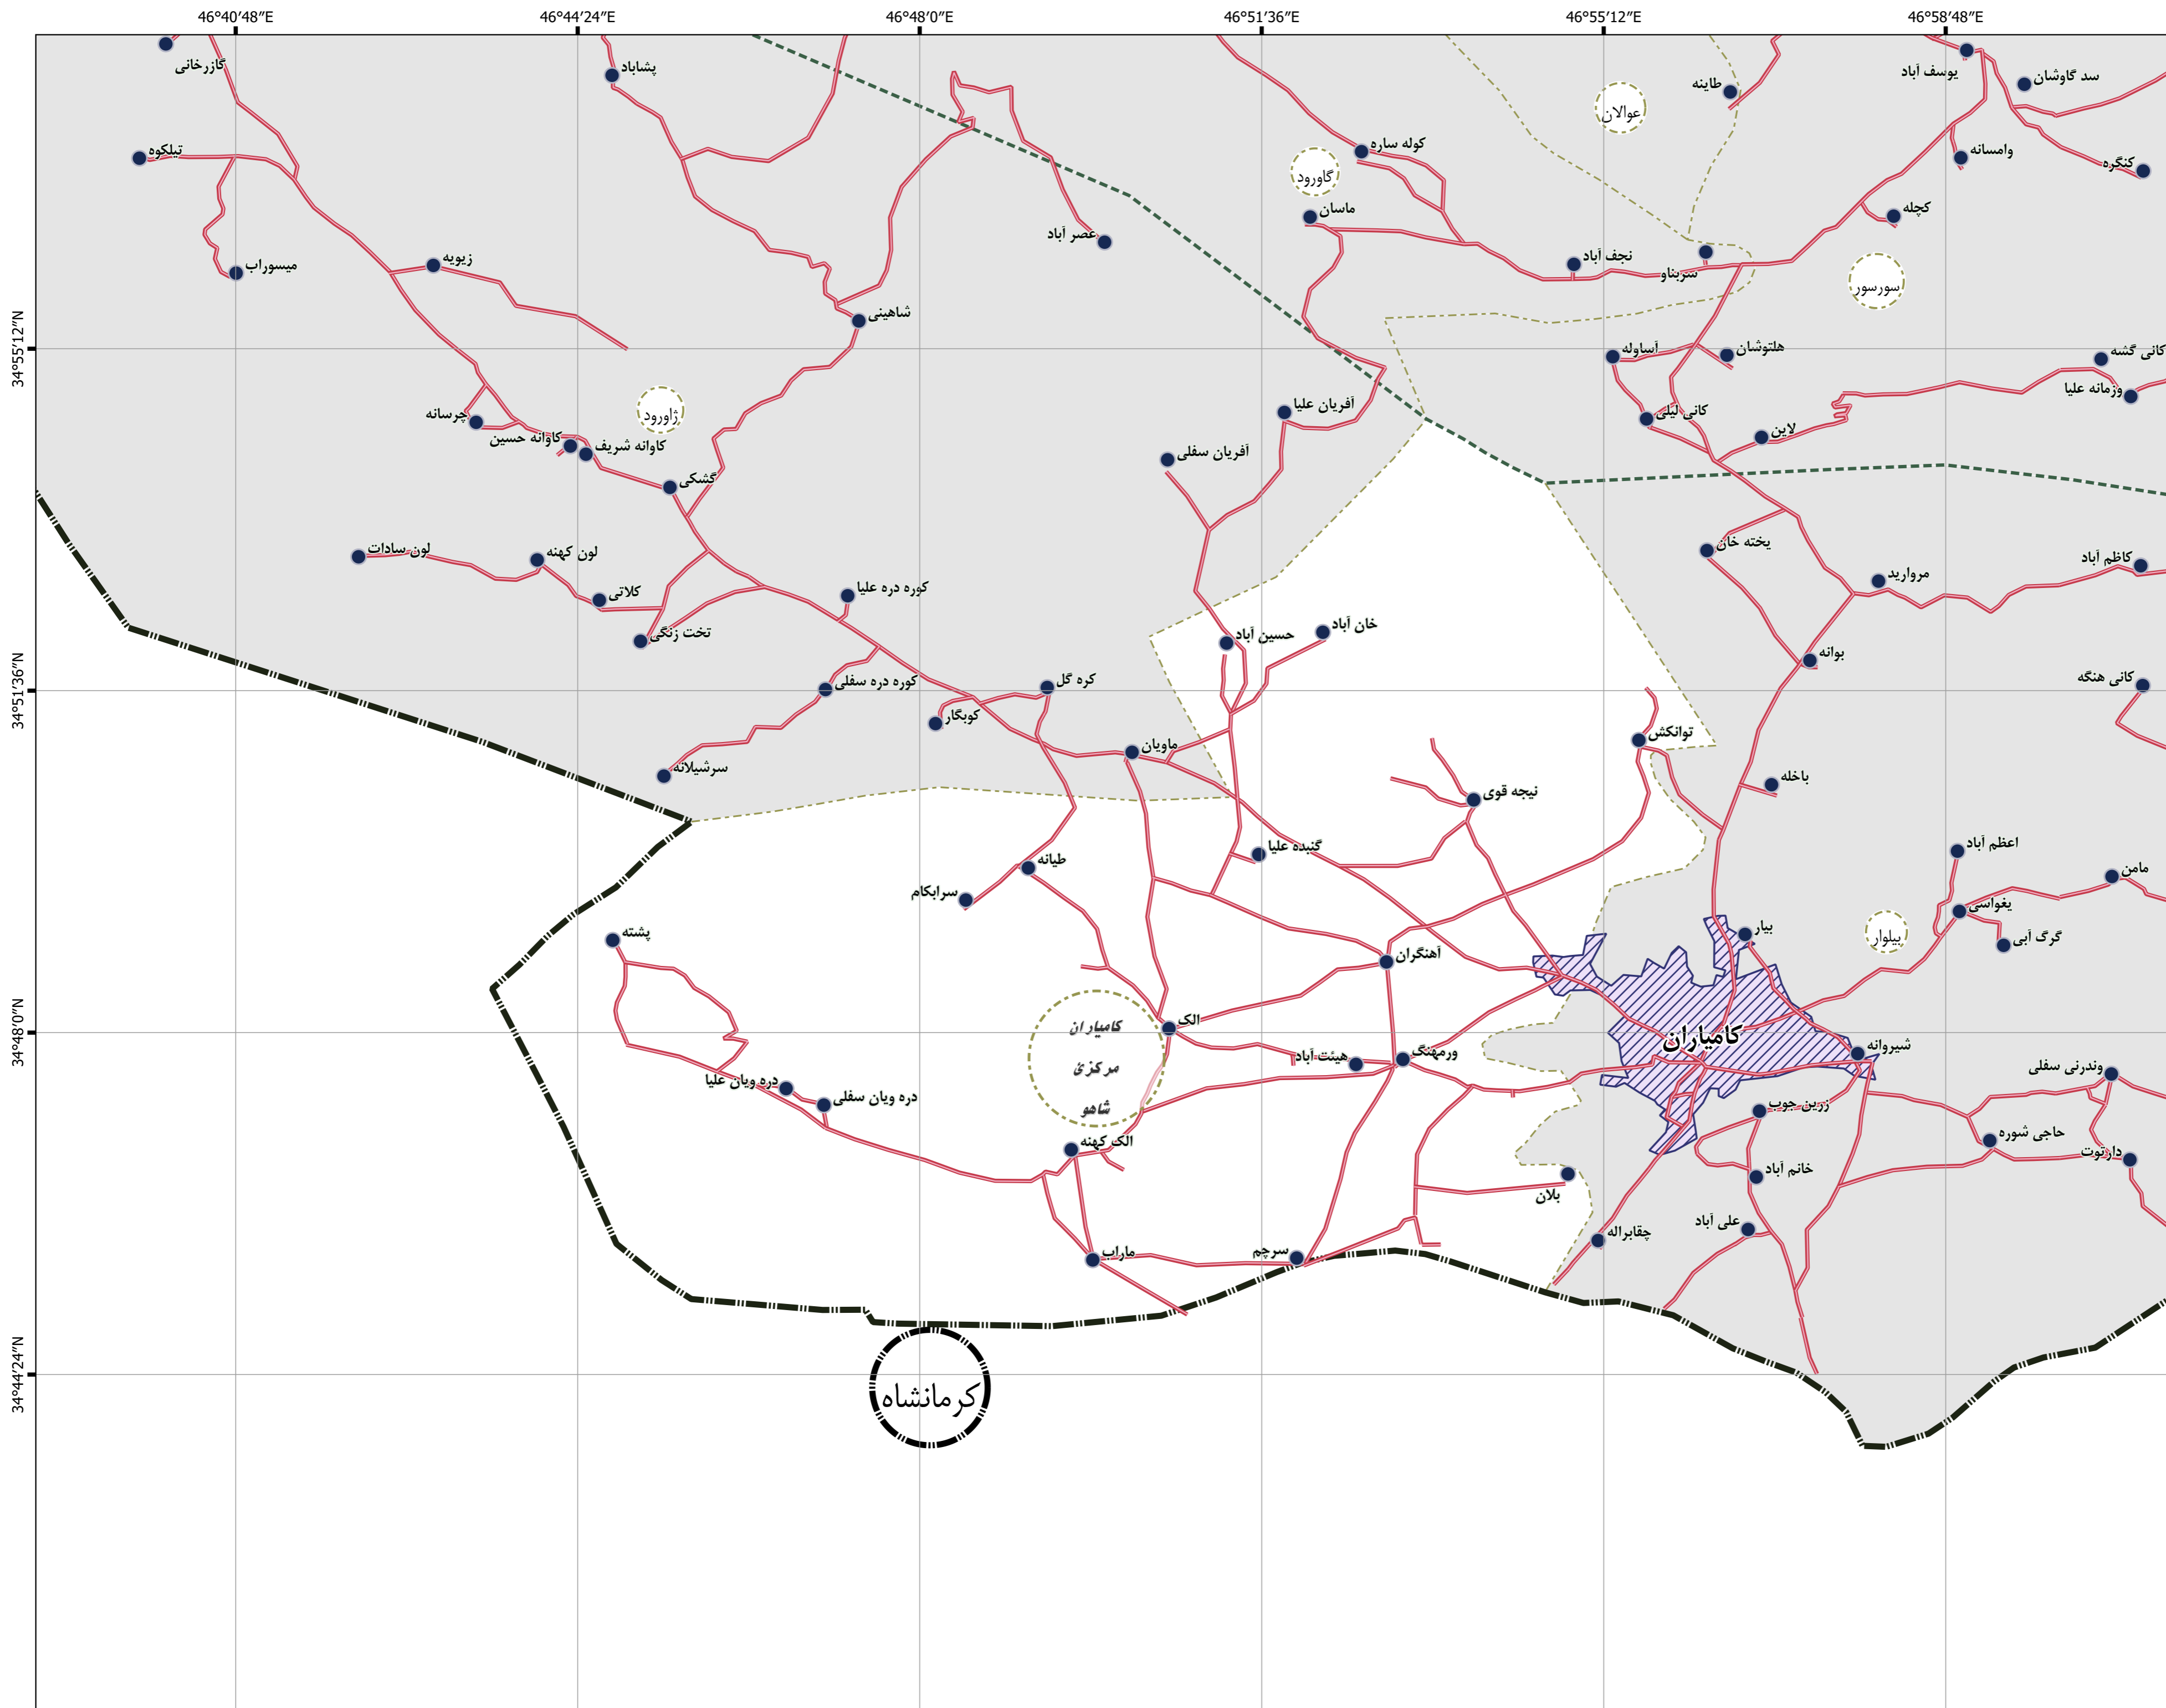 46°40'48"E
46°44'24"E
46°48'0"E
46°51'36"E
46°55'12"E
46°58'48"E
گازرخانی
پشاباد
طاینه
یوسف آباد
سد گاوشان
عوالان
تیلکوه
کوله ساره
وامسانه
کنگره
گاورود
ماسان
کچله
عصر آباد
میسوراب
زیویه
نجف آباد
سربناو
سورسور
شاهینی
34°55'12"N
آساوله
هلتوشان
کانی گشه
وزمانه علیا
چرسانه
ژاورود
آفریان علیا
کانی لیلی
لاین
کاوانه حسین
کاوانه شریف
آفریان سفلی
گشکی
لون سادات
لون کهنه
یخته خان
کاظم آباد
کلاتی
کوره دره علیا
مروارید
تخت زنگی
حسین آباد
خان آباد
بوانه
34°51'36"N
کوره دره سفلی
کره گل
کانی هنگه
کوبگار
ماویان
توانکش
سرشیلانه
نیجه قوی
باخله
گنبده علیا
اعظم آباد
طیانه
مامن
سرابکام
یغواسی
پشته
بیار
بیلوار
گرگ آبی
آهنگران
34°48'0"N
کامیاران
مرکزی
شاهو
الک
کامیاران
هیئت آباد
ورمهنگ
شیروانه
دره ویان علیا
دره ویان سفلی
وندرنی سفلی
زرین جوب
الک کهنه
حاجی شوره
دارتوت
بلان
خانم آباد
چقابراله
علی آباد
ماراب
سرچم
34°44'24"N
کرمانشاه